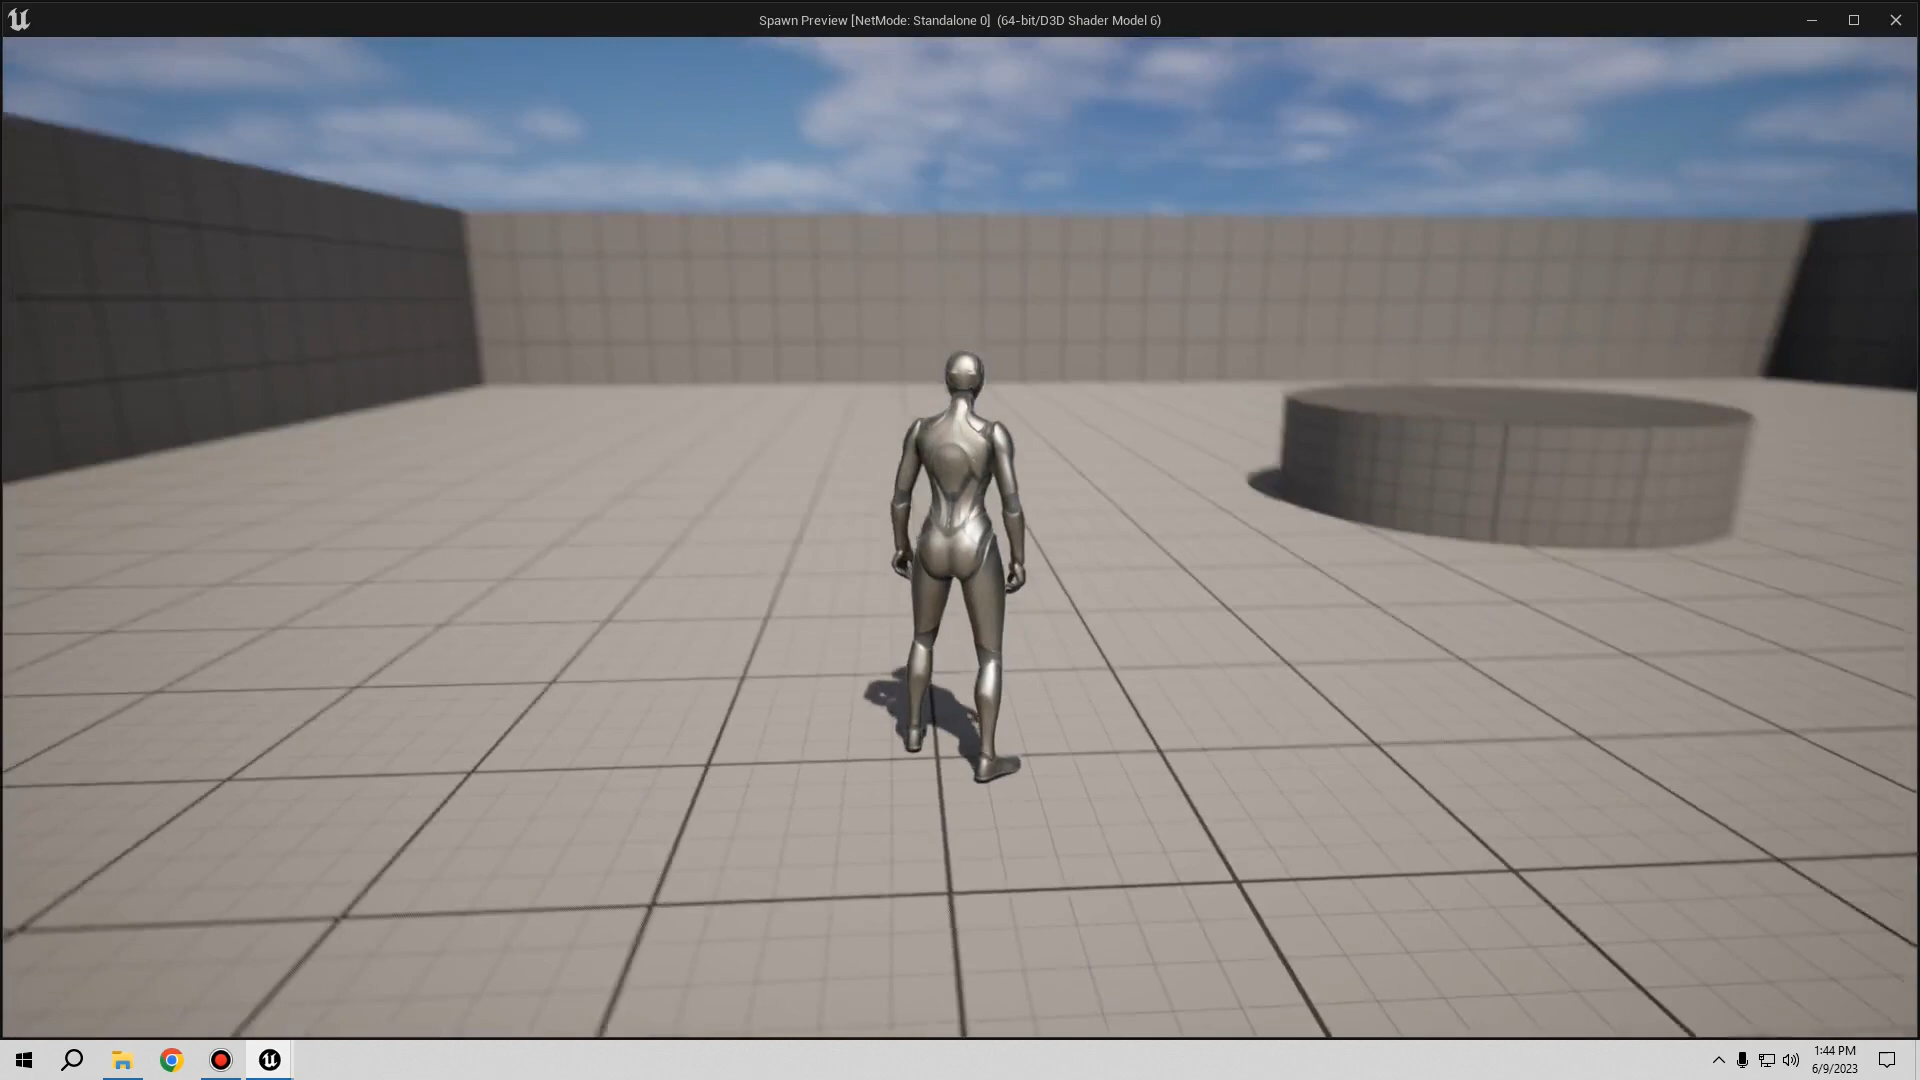 Spawn Preview [NetMode: Standalone 0]  (64-bit/D3D Shader Model 6)
1:44 PM
6/9/2023